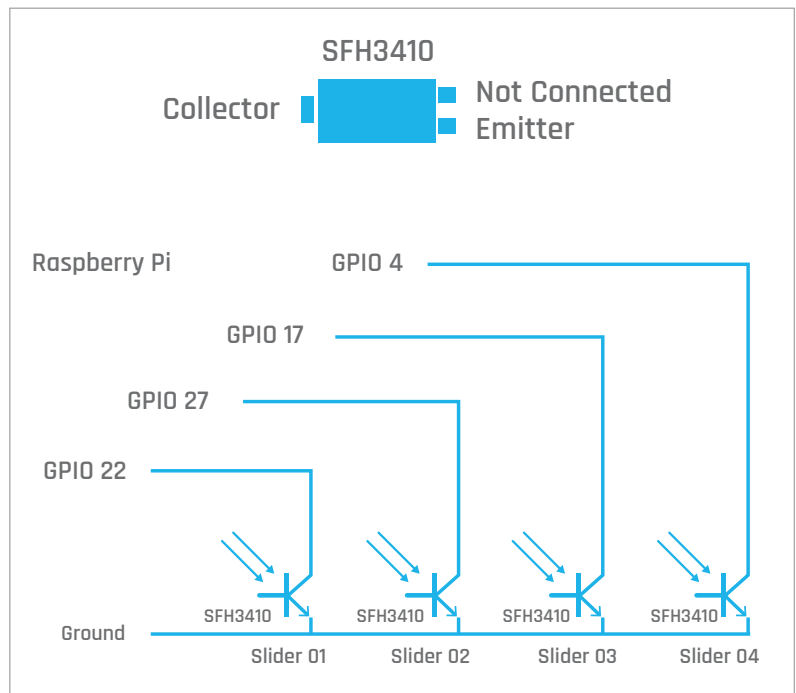 SFH3410
Collector
Not Connected
Emitter
Raspberry Pi
GPIO 4
GPIO 17
GPIO 27
GPIO 22
SFH3410
SFH3410
SFH3410
SFH3410
Ground
Slider 01
Slider 02
Slider 03
Slider 04